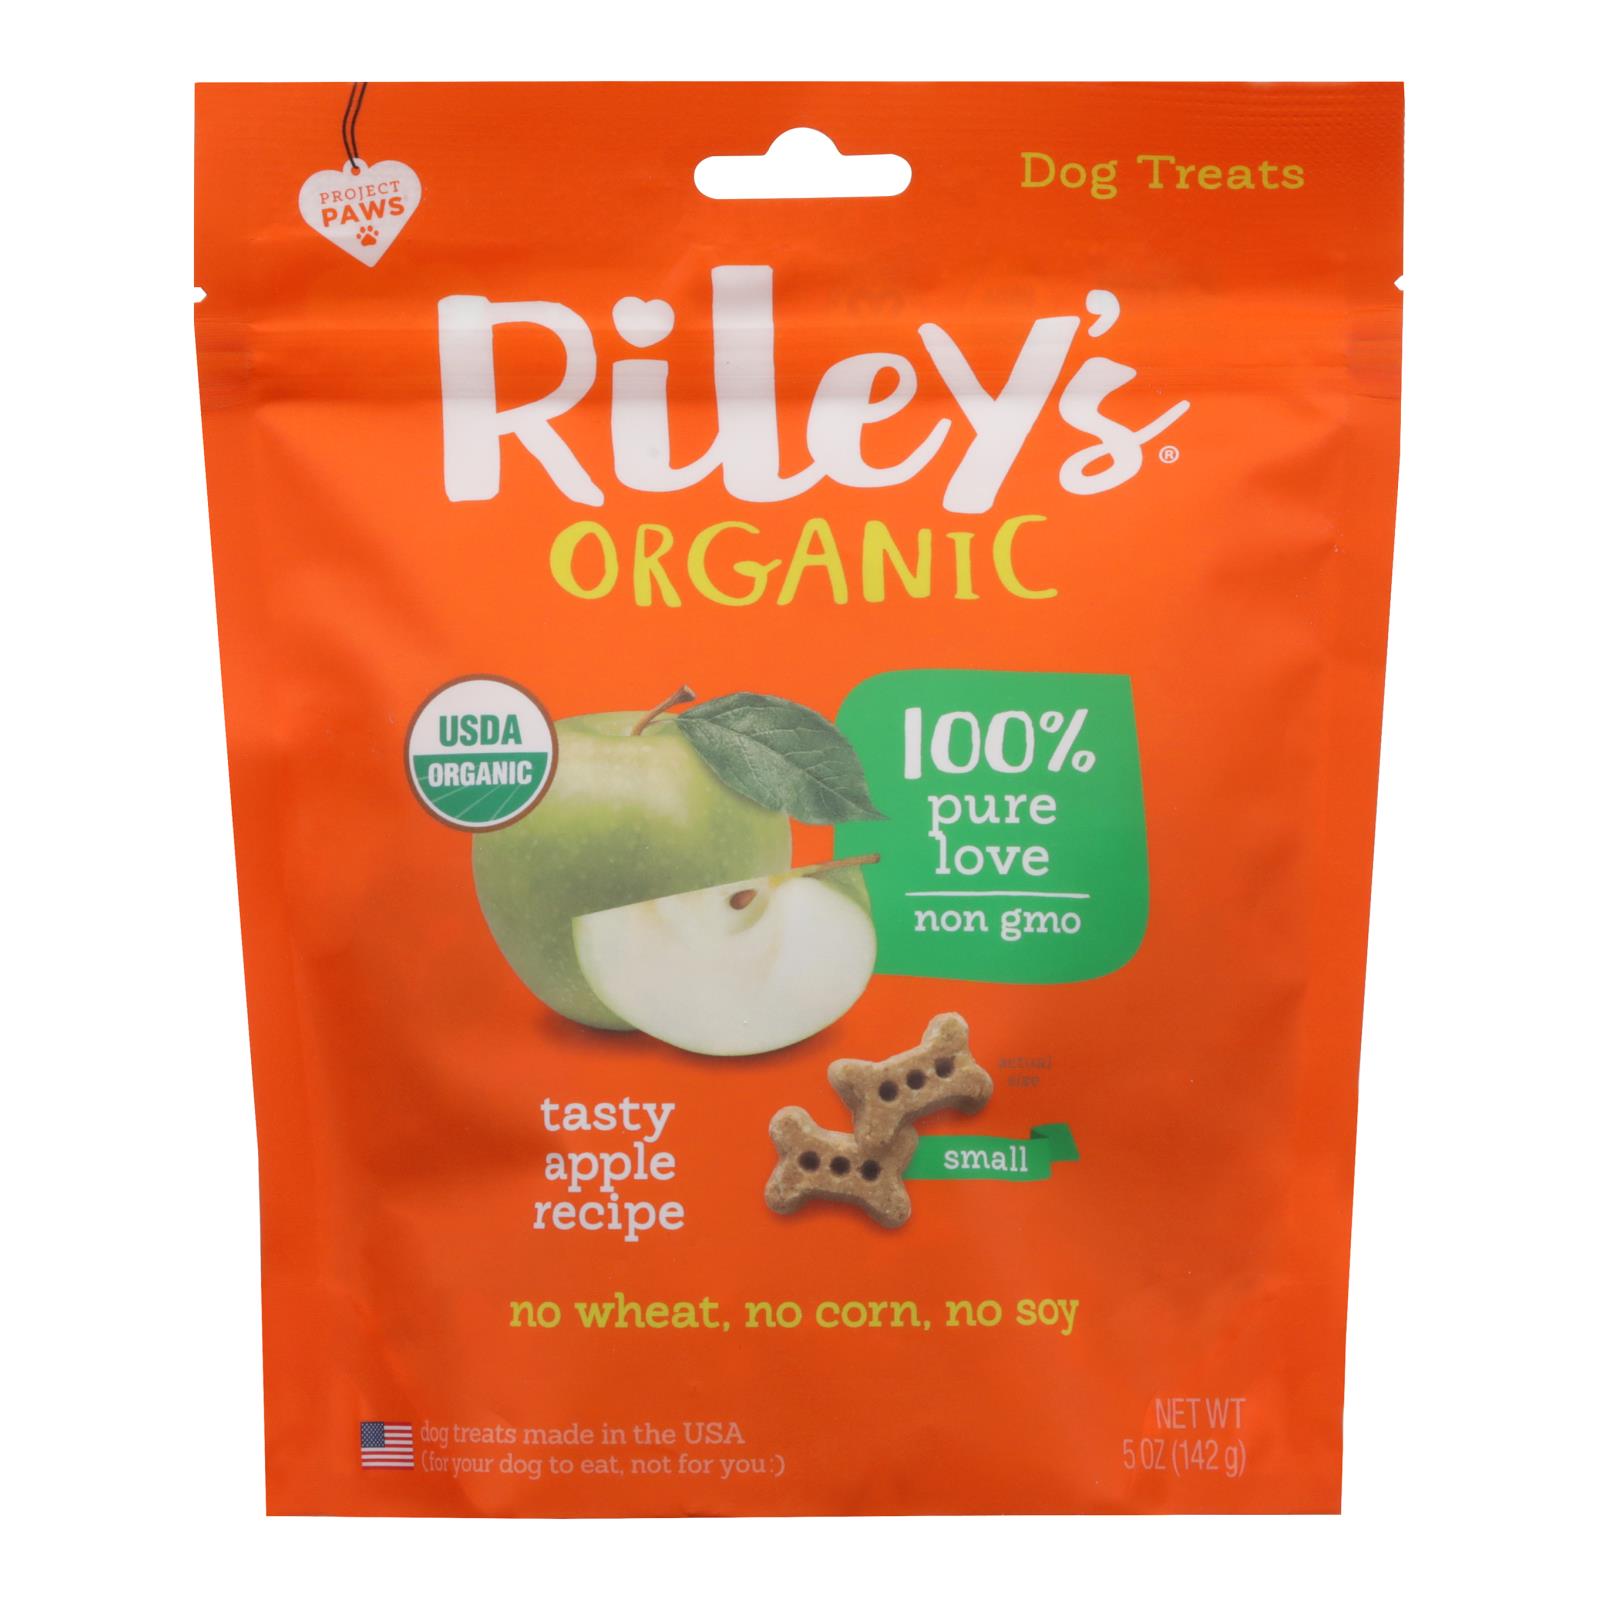 PROJECT
PAWS
Dog Treats
Riley's®
ORGANIC
USDA
ORGANIC
100%
pure
love
non gmo
actual
size
small
tasty
apple
recipe
no wheat, no corn, no soy
dog treats made in the USA
(for your dog to eat, not for you:)
NET WT
5 OZ (142 g)